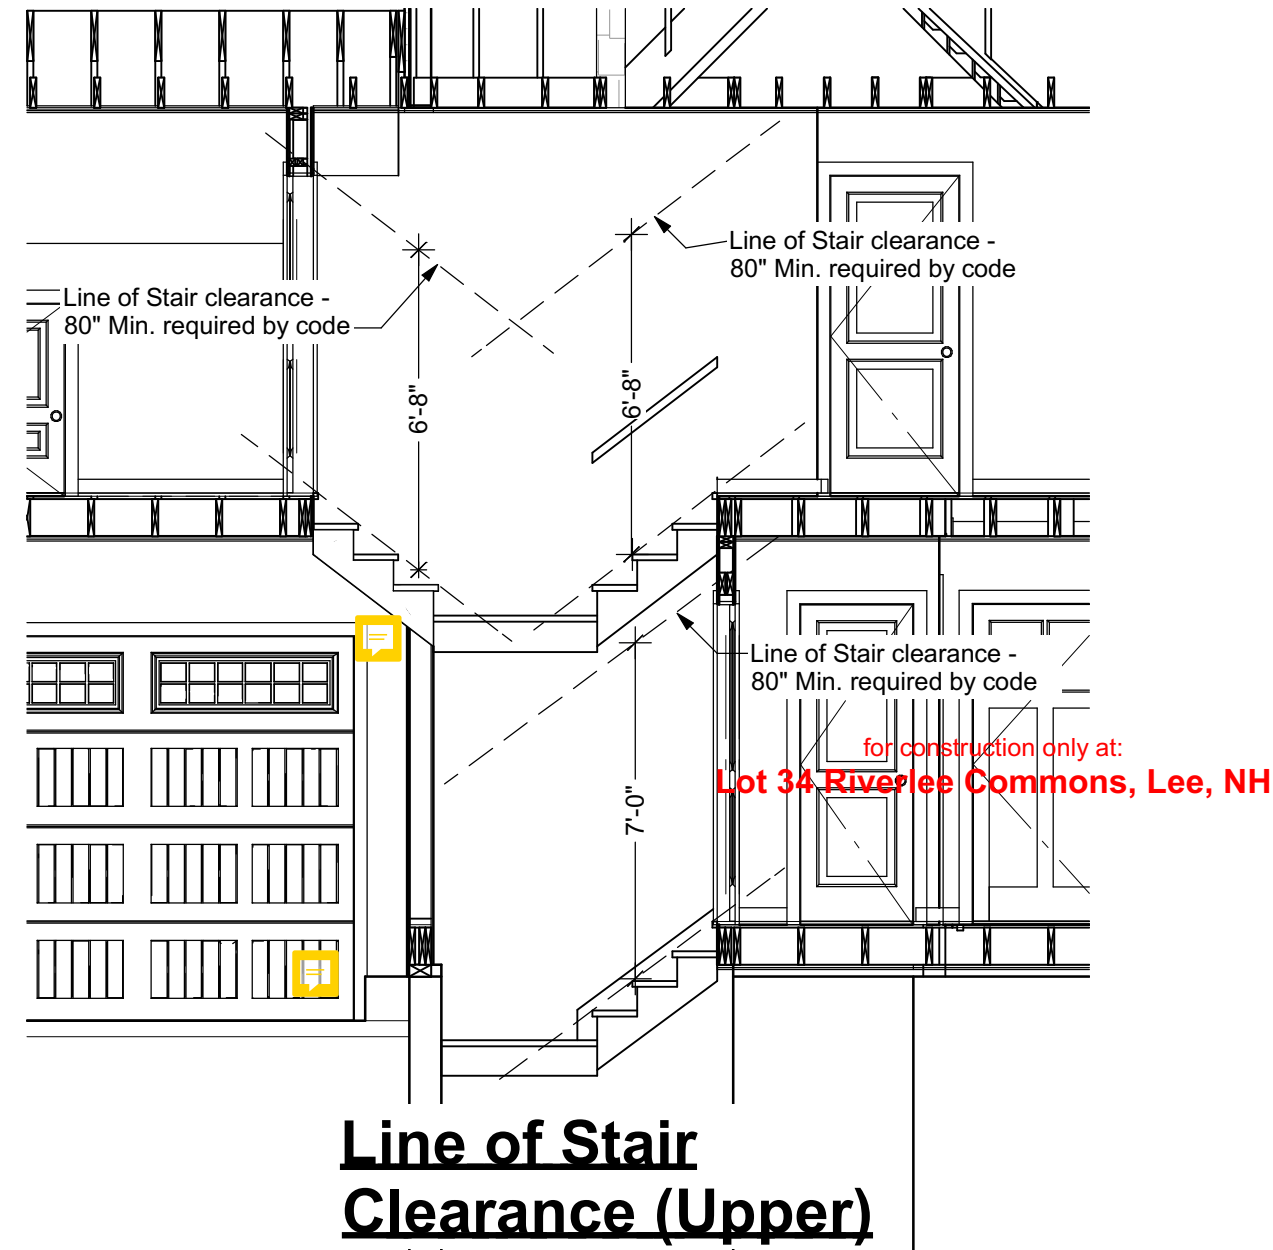 Line of Stair clearance -
80" Min. required by code
Line of Stair clearance -
80" Min. required by code
6'-8"
6'-8"
Line of Stair clearance -
80" Min. required by code
for construction only at:
Lot 34 Riverlee Commons, Lee, NH
7'-0"
Line of Stair
Clearance (Upper)